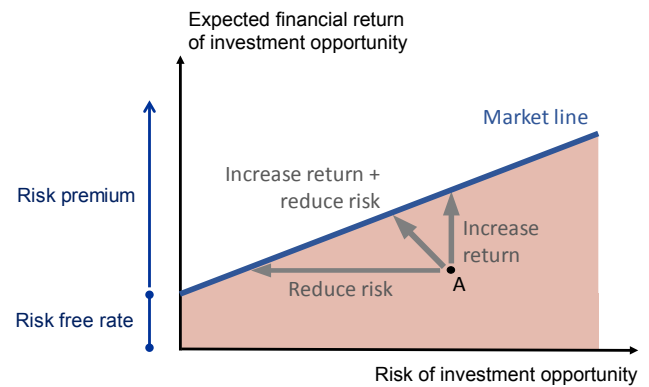 Expected financial return
of investment opportunity
Market line
Increase return +
reduce risk
Risk premium
Increase
return
A
Reduce risk
Risk free rate
Risk of investment opportunity